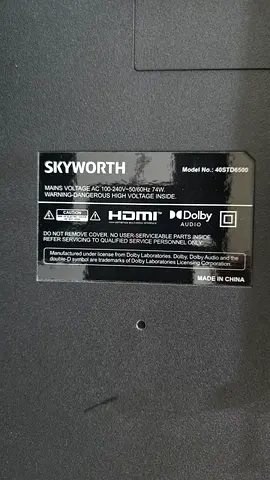 SKYWORTH
Model No.: 40STD6500
MAINS VOLTAGE AC 100-240V~50/60Hz 74W.
WARNING-DANGEROUS HIGH VOLTAGE INSIDE.
CAUTION
HDMI™
Dolby
AUDIO
DO NOT REMOVE COVER. NO USER-SERVICEABLE PARTS INSIDE.
REFER SERVICING TO QUALIFIED SERVICE PERSONNEL ONLY.
Manufactured under license from Dolby Laboratories. Dolby, Dolby Audio and the
double-D symbol are trademarks of Dolby Laboratories Licensing Corporation.
MADE IN CHINA